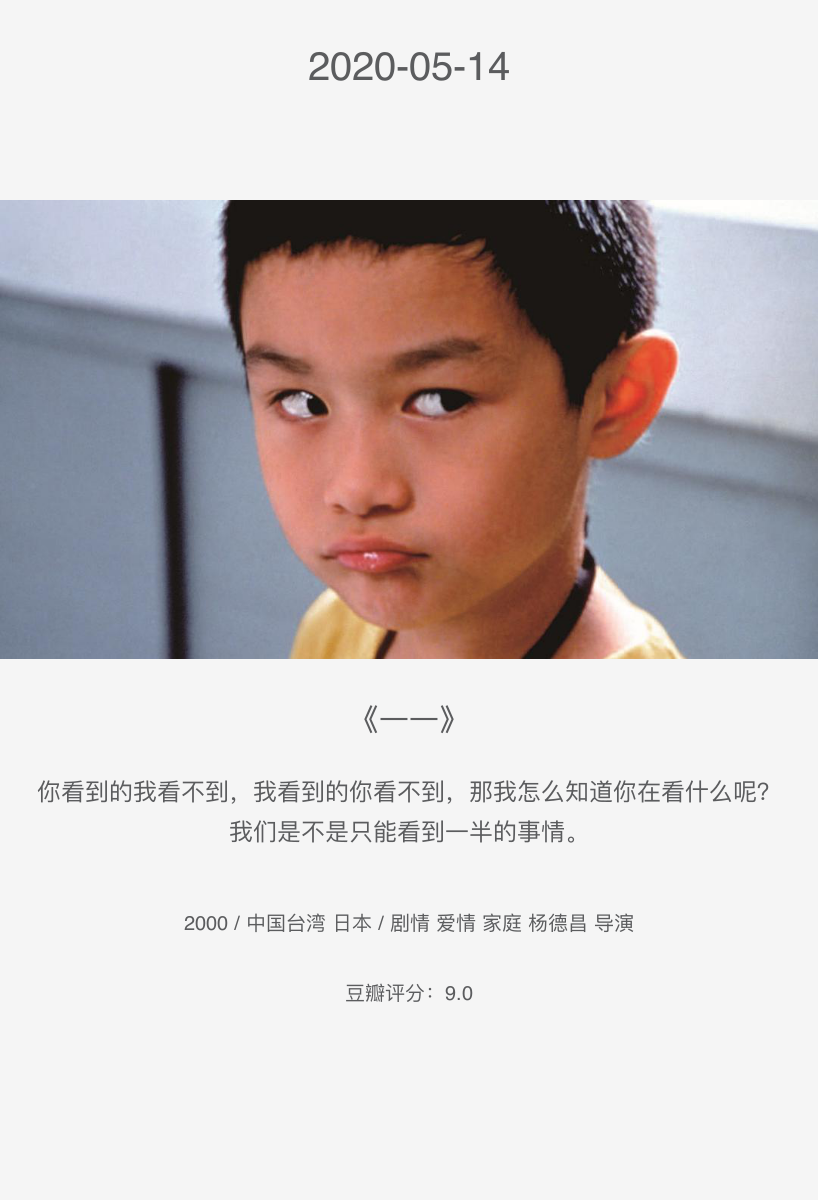 2020-05-14
《一一》
你看到的我看不到，我看到的你看不到，那我怎么知道你在看什么呢？
我们是不是只能看到一半的事情。
2000 / 中国台湾 日本 / 剧情 爱情 家庭 杨德昌 导演
豆瓣评分：9.0